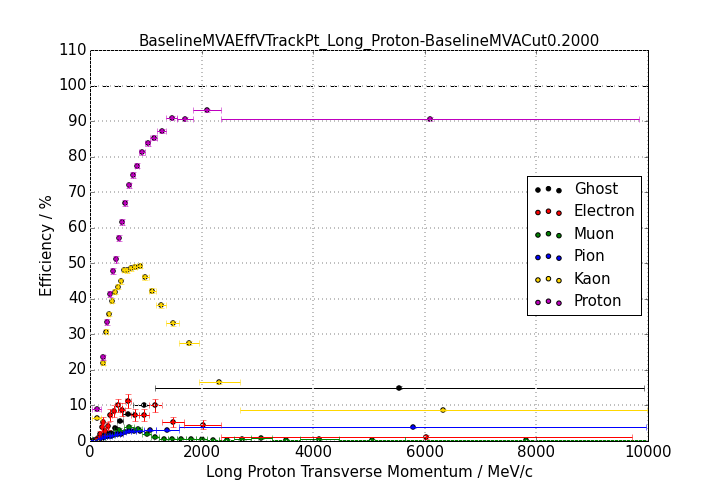 BaselineMVAEffVTrackPt_Long_Proton-BaselineMVACut0.2000
110
100
90
80
70
60
50
40
30
20
10
0
Efficiency / %
Ghost
Electron
Muon
Pion
Kaon
Proton
0 2000 4000 6000 8000 10000
Long Proton Transverse Momentum / MeV/c